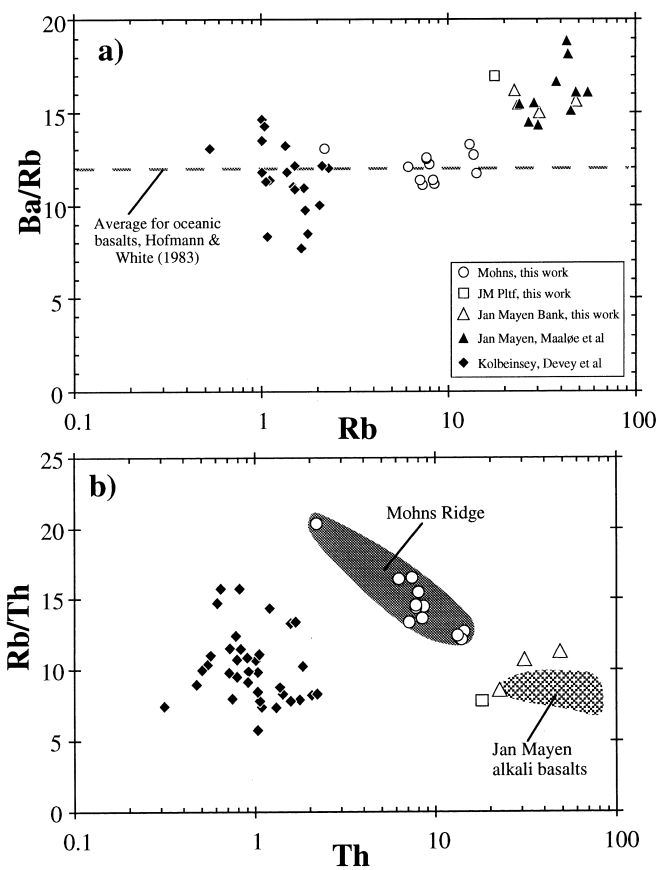 20
a)
15
10
5
0
Ba/Rb
Average for oceanic
basalts, Hofmann &
White (1983)
Mohns, this work
JM Pltf, this work
Jan Mayen Bank, this work
Jan Mayen, Maaløe et al
Kolbeinsey, Devey et al
0.1 1 10 100
Rb
25
b)
20
15
10
5
0
Rb/Th
Mohns Ridge
Jan Mayen
alkali basalts
0.1 1 10 100
Th